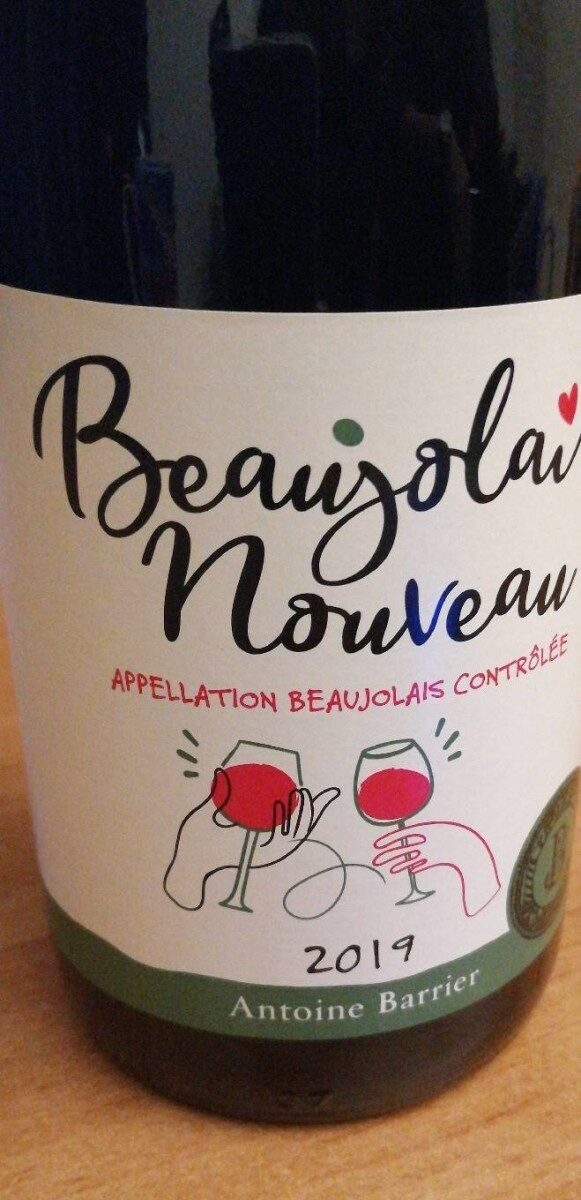 Beaujolai
Nouveau
APPELLATION BEAUJOLAIS CONTRÔLÉE
2019
Antoine Barrier